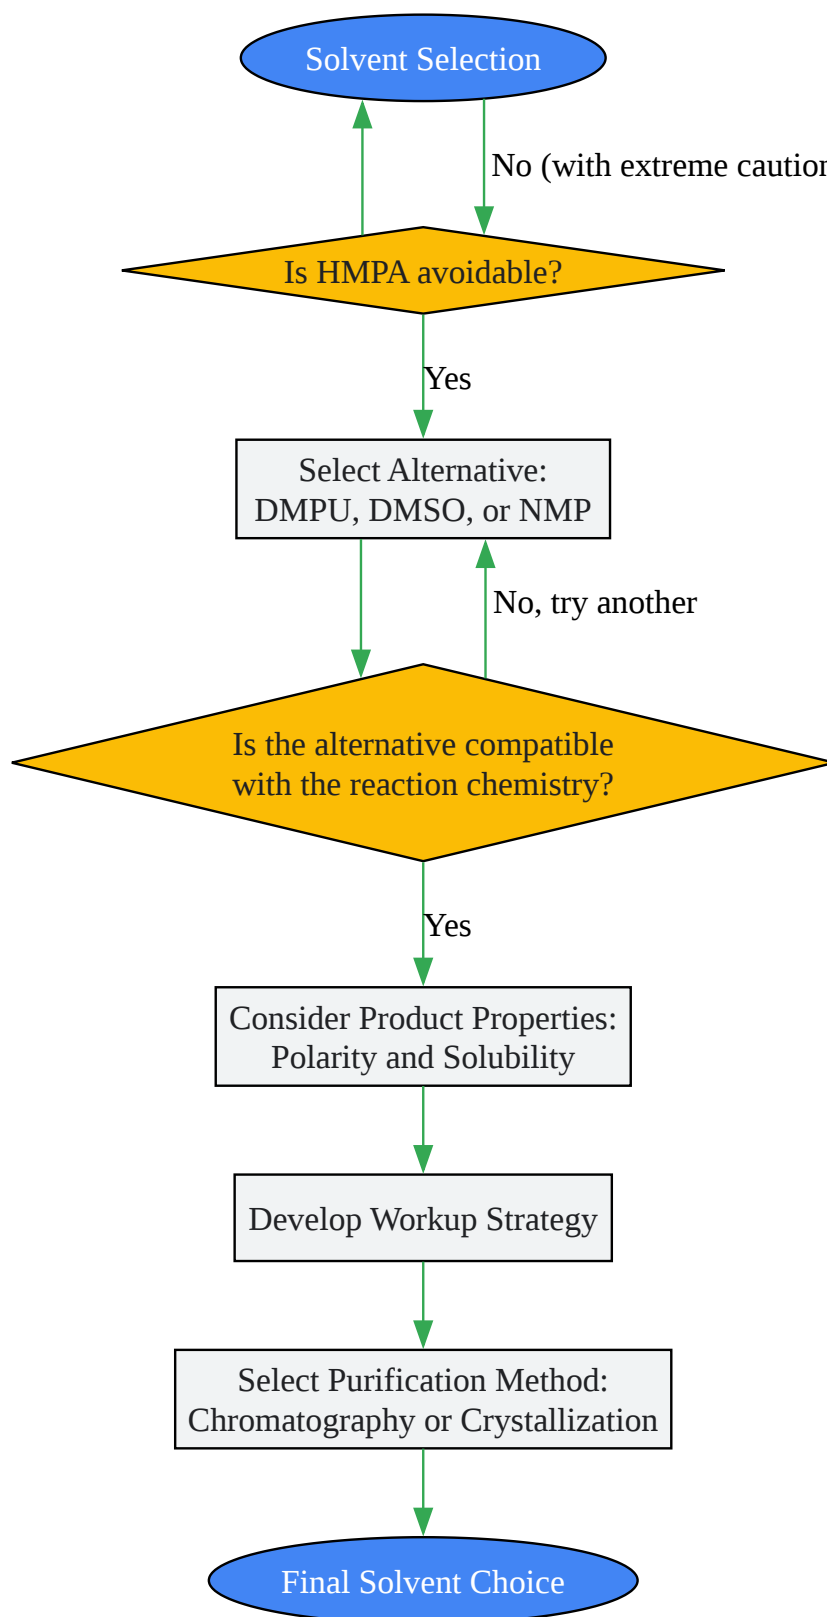 Solvent Selection
No (with extreme caution
Is HMPA avoidable?
Yes
Select Alternative:
DMPU, DMSO, or NMP
No, try another
Is the alternative compatible
with the reaction chemistry?
Yes
Consider Product Properties:
Polarity and Solubility
Develop Workup Strategy
Select Purification Method:
Chromatography or Crystallization
Final Solvent Choice